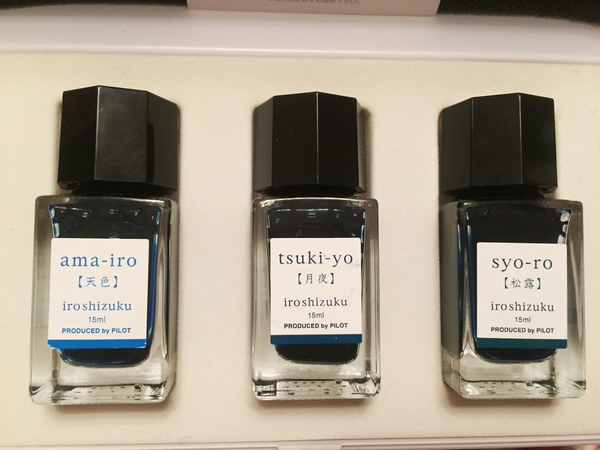 ama-iro
【天色】
iroshizuku
15ml
PRODUCED by PILOT
tsuki-yo
【月夜】
iroshizuku
15ml
PRODUCED by PILOT
syo-ro
【松露】
iroshizuku
15ml
PRODUCED by PILOT